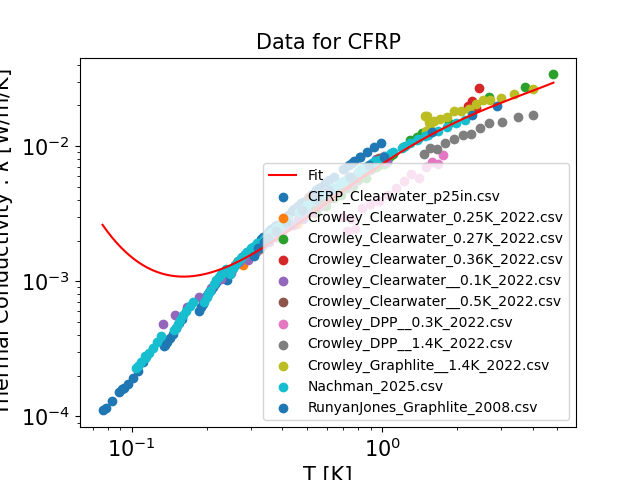 Data for CFRP
Thermal Conductivity : k [W/m/K]
10⁻²
10⁻³
10⁻⁴
Fit
CFRP_Clearwater_p25in.csv
Crowley_Clearwater_0.25K_2022.csv
Crowley_Clearwater_0.27K_2022.csv
Crowley_Clearwater_0.36K_2022.csv
Crowley_Clearwater__0.1K_2022.csv
Crowley_Clearwater__0.5K_2022.csv
Crowley_DPP__0.3K_2022.csv
Crowley_DPP__1.4K_2022.csv
Crowley_Graphlite__1.4K_2022.csv
Nachman_2025.csv
RunyanJones_Graphlite_2008.csv
10⁻¹
10⁰
T [K]